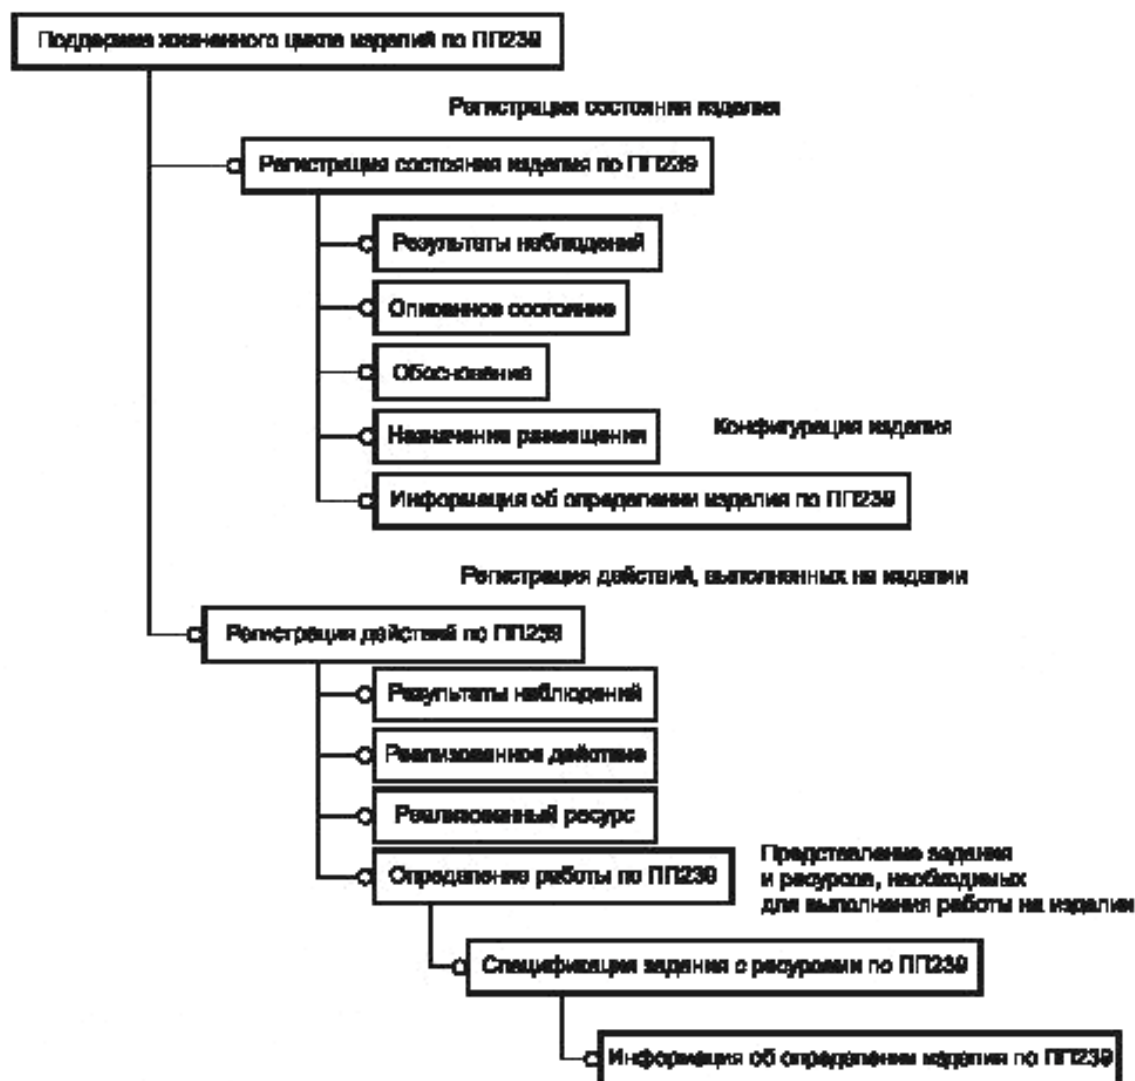 Поддержка жизненного цикла изделий по ПП239
Регистрация состояния изделия
Регистрация состояния изделия по ПП239
Результаты наблюдений
Описанное состояние
Обоснование
Назначения размещения
Конфигурация изделия
Информация об определении изделия по ПП239
Регистрация действий, выполненных на изделии
Регистрация действий по ПП239
Результаты наблюдений
Реализованное действие
Реализованный ресурс
Определение работы по ПП239
Представление задания
и ресурсов, необходимых
для выполнения работы на изделии
Спецификация задания с ресурсами по ПП239
Информация об определении изделия по ПП239